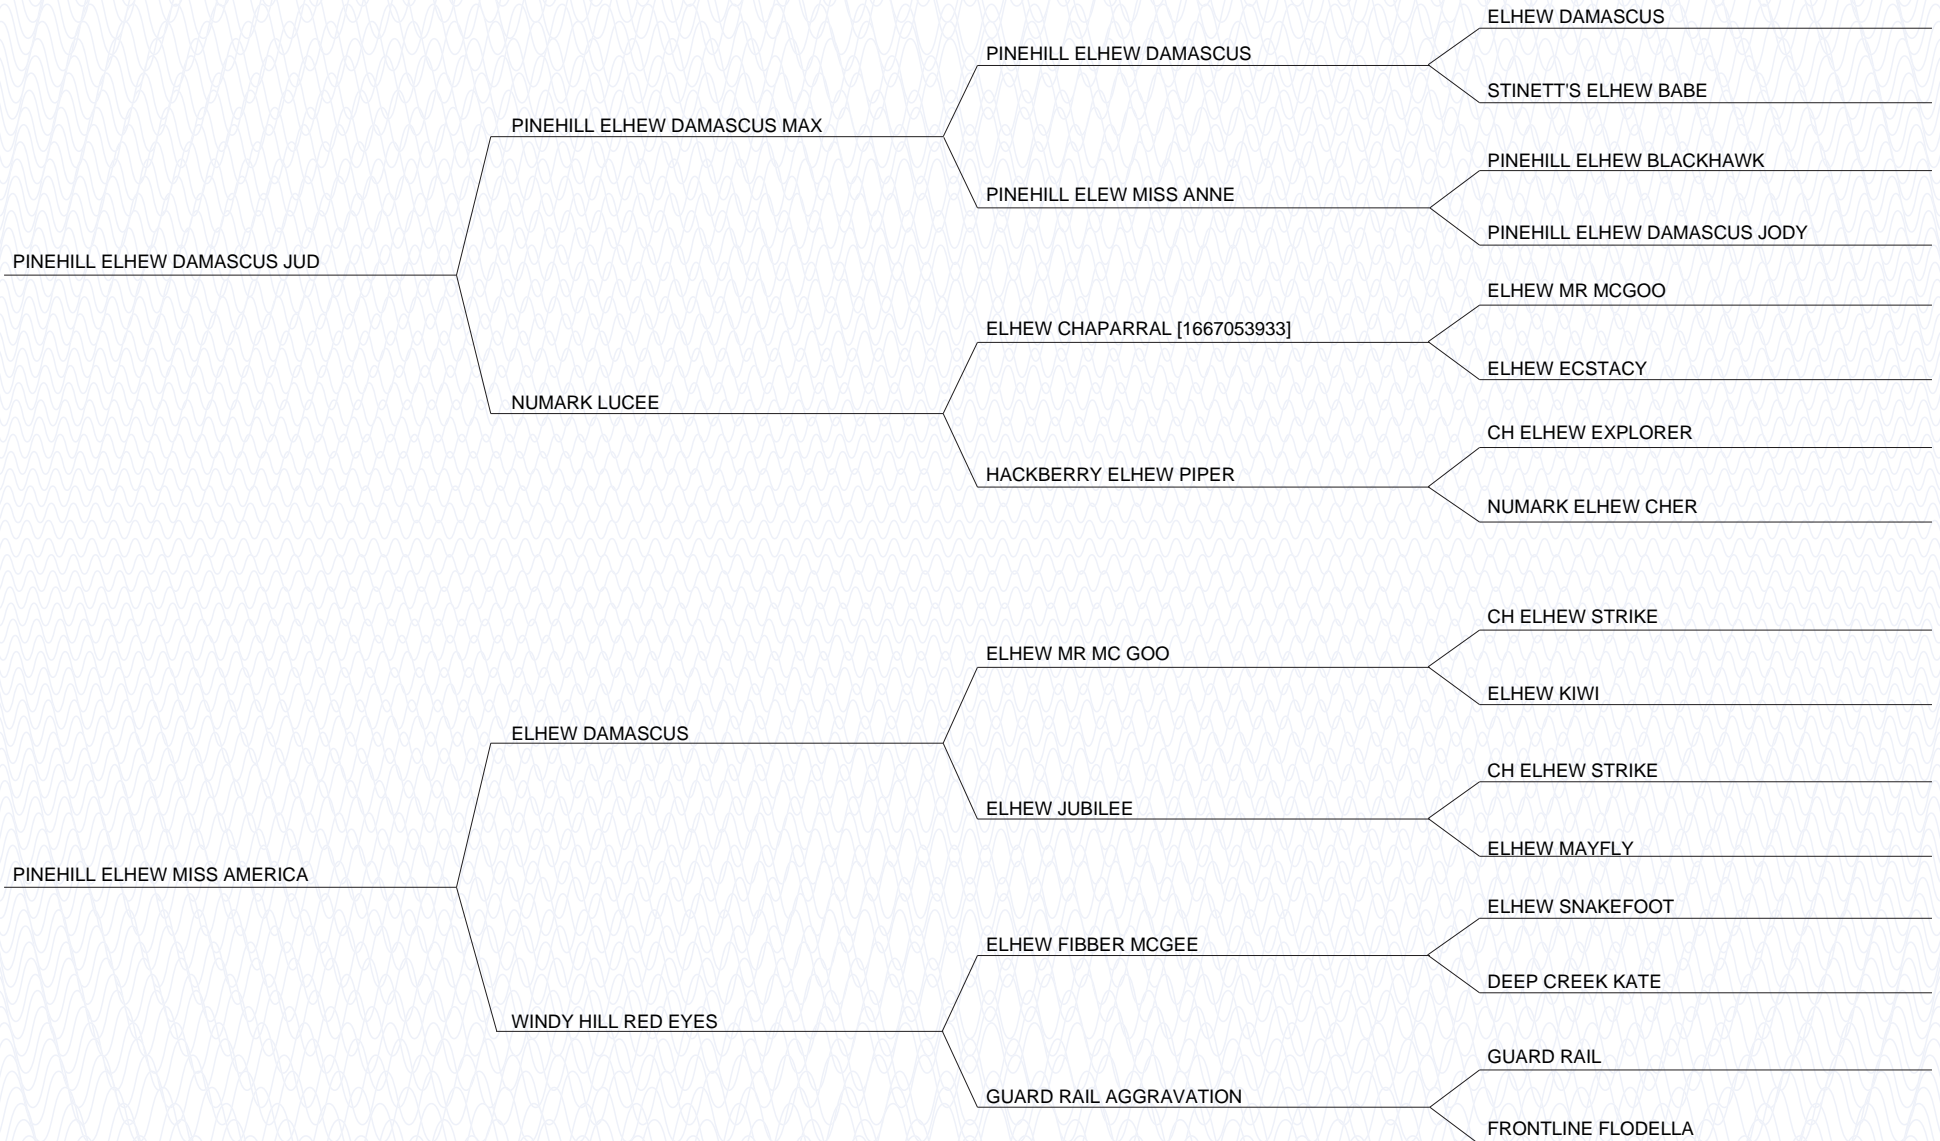 ELHEW DAMASCUS
PINEHILL ELHEW DAMASCUS
STINETT'S ELHEW BABE
PINEHILL ELHEW DAMASCUS MAX
PINEHILL ELHEW BLACKHAWK
PINEHILL ELEW MISS ANNE
PINEHILL ELHEW DAMASCUS JODY
PINEHILL ELHEW DAMASCUS JUD
ELHEW MR MCGOO
ELHEW CHAPARRAL [1667053933]
ELHEW ECSTACY
NUMARK LUCEE
CH ELHEW EXPLORER
HACKBERRY ELHEW PIPER
NUMARK ELHEW CHER
CH ELHEW STRIKE
ELHEW MR MC GOO
ELHEW KIWI
ELHEW DAMASCUS
CH ELHEW STRIKE
ELHEW JUBILEE
ELHEW MAYFLY
PINEHILL ELHEW MISS AMERICA
ELHEW SNAKEFOOT
ELHEW FIBBER MCGEE
DEEP CREEK KATE
WINDY HILL RED EYES
GUARD RAIL
GUARD RAIL AGGRAVATION
FRONTLINE FLODELLA